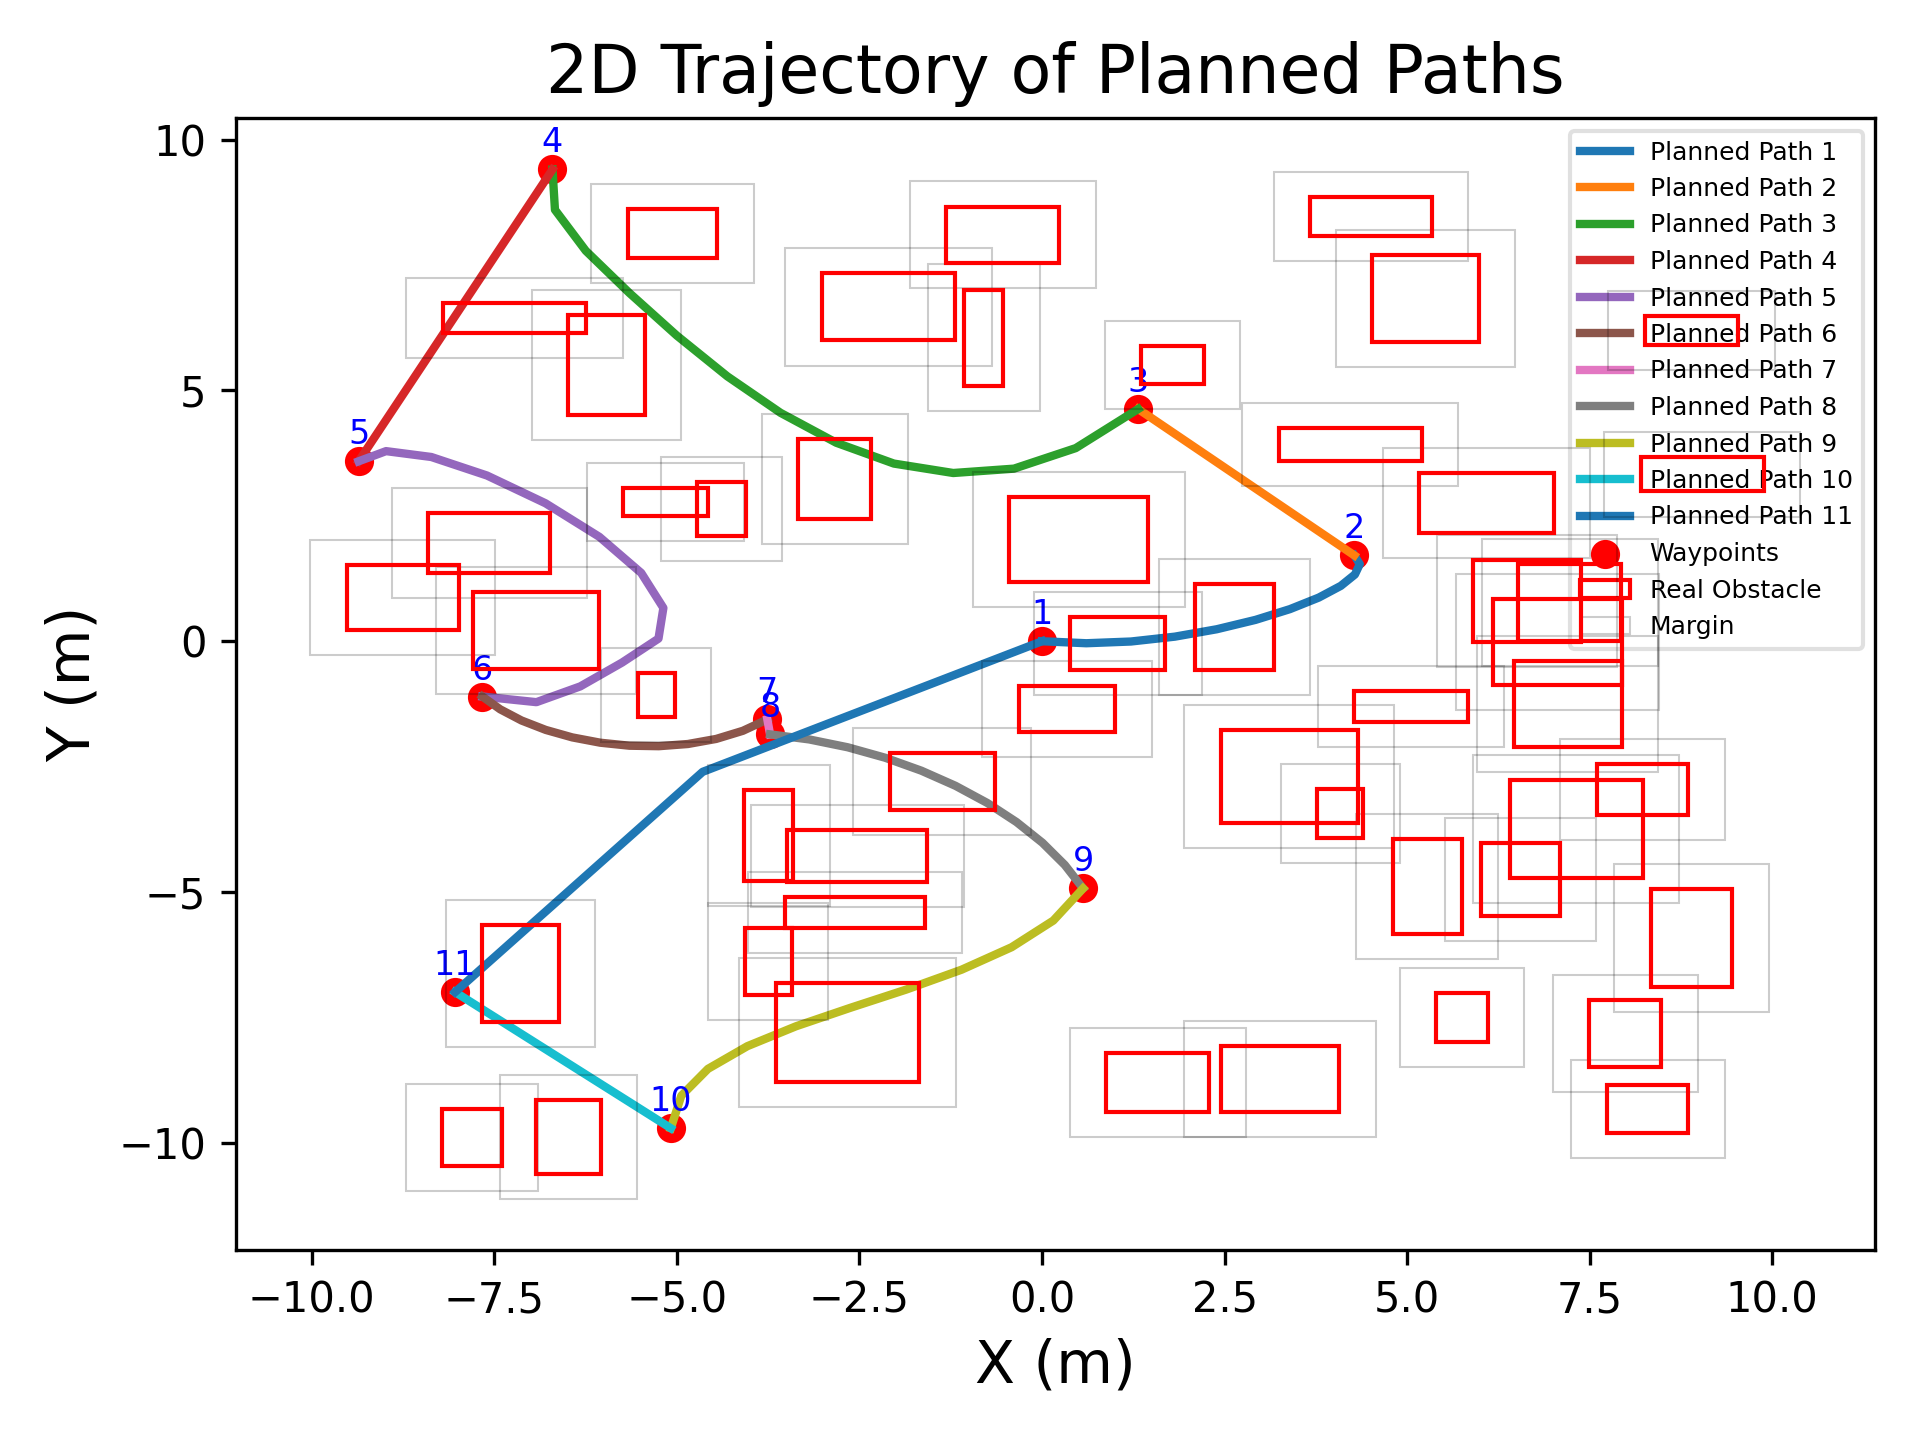 2D Trajectory of Planned Paths
Y (m)
10
5
0
−5
−10
−10.0
−7.5
−5.0
−2.5
0.0
2.5
5.0
7.5
10.0
X (m)
4
5
3
2
1
6
7
8
9
11
10
Planned Path 1
Planned Path 2
Planned Path 3
Planned Path 4
Planned Path 5
Planned Path 6
Planned Path 7
Planned Path 8
Planned Path 9
Planned Path 10
Planned Path 11
Waypoints
Real Obstacle
Margin